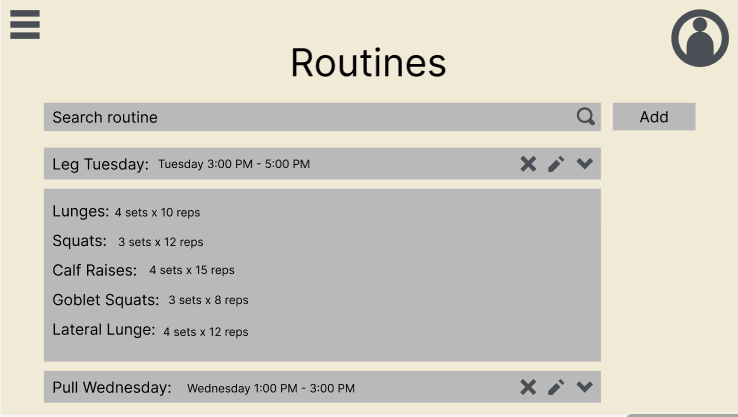 Routines
Search routine
Add
Leg Tuesday: Tuesday 3:00 PM - 5:00 PM
Lunges: 4 sets x 10 reps
Squats: 3 sets x 12 reps
Calf Raises: 4 sets x 15 reps
Goblet Squats: 3 sets x 8 reps
Lateral Lunge: 4 sets x 12 reps
Pull Wednesday: Wednesday 1:00 PM - 3:00 PM